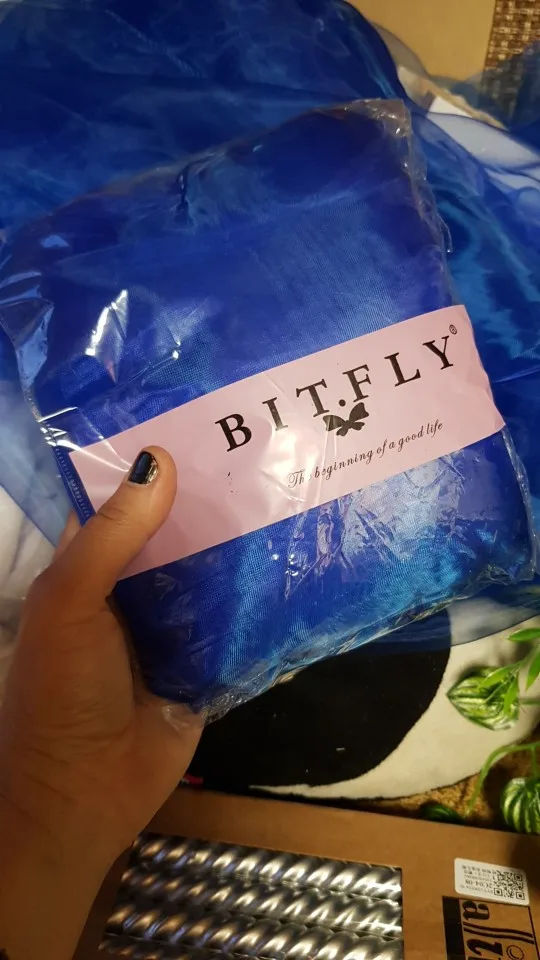 BIT.FLY®
The beginning of a good life